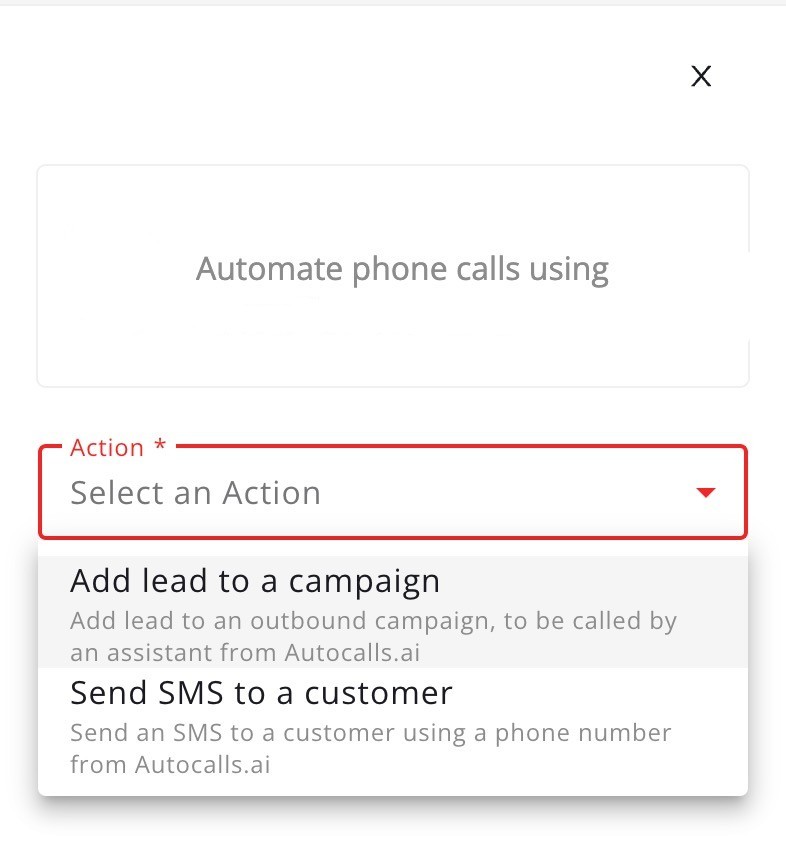 X
Automate phone calls using
Action *
Select an Action
Add lead to a campaign
Add lead to an outbound campaign, to be called by
an assistant from Autocalls.ai
Send SMS to a customer
Send an SMS to a customer using a phone number
from Autocalls.ai